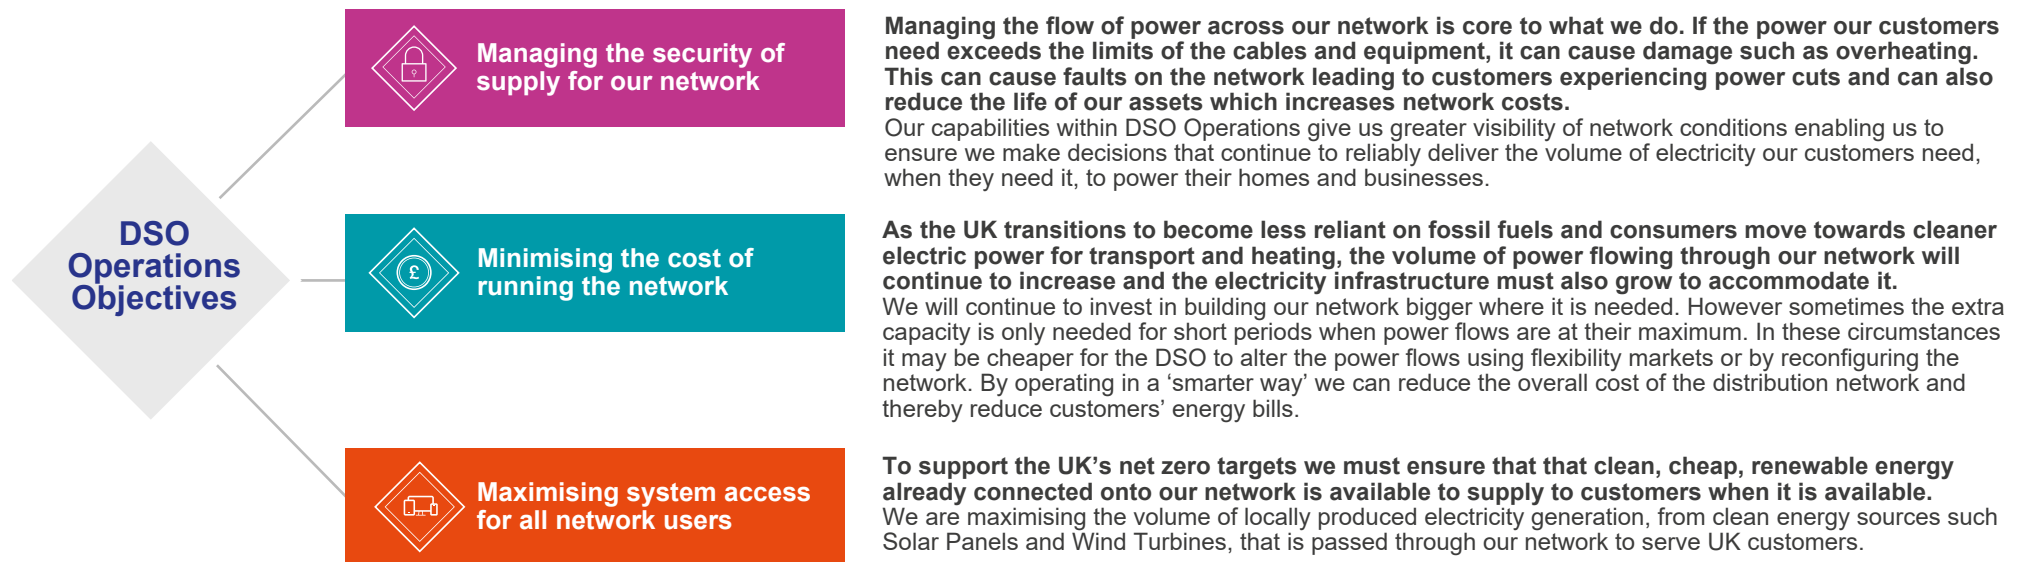 DSO
Operations
Objectives
Managing the security of
supply for our network
Managing the flow of power across our network is core to what we do. If the power our customers
need exceeds the limits of the cables and equipment, it can cause damage such as overheating.
This can cause faults on the network leading to customers experiencing power cuts and can also
reduce the life of our assets which increases network costs.
Our capabilities within DSO Operations give us greater visibility of network conditions enabling us to
ensure we make decisions that continue to reliably deliver the volume of electricity our customers need,
when they need it, to power their homes and businesses.
£
Minimising the cost of
running the network
As the UK transitions to become less reliant on fossil fuels and consumers move towards cleaner
electric power for transport and heating, the volume of power flowing through our network will
continue to increase and the electricity infrastructure must also grow to accommodate it.
We will continue to invest in building our network bigger where it is needed. However sometimes the extra
capacity is only needed for short periods when power flows are at their maximum. In these circumstances
it may be cheaper for the DSO to alter the power flows using flexibility markets or by reconfiguring the
network. By operating in a ‘smarter way’ we can reduce the overall cost of the distribution network and
thereby reduce customers’ energy bills.
Maximising system access
for all network users
To support the UK’s net zero targets we must ensure that that clean, cheap, renewable energy
already connected onto our network is available to supply to customers when it is available.
We are maximising the volume of locally produced electricity generation, from clean energy sources such
Solar Panels and Wind Turbines, that is passed through our network to serve UK customers.